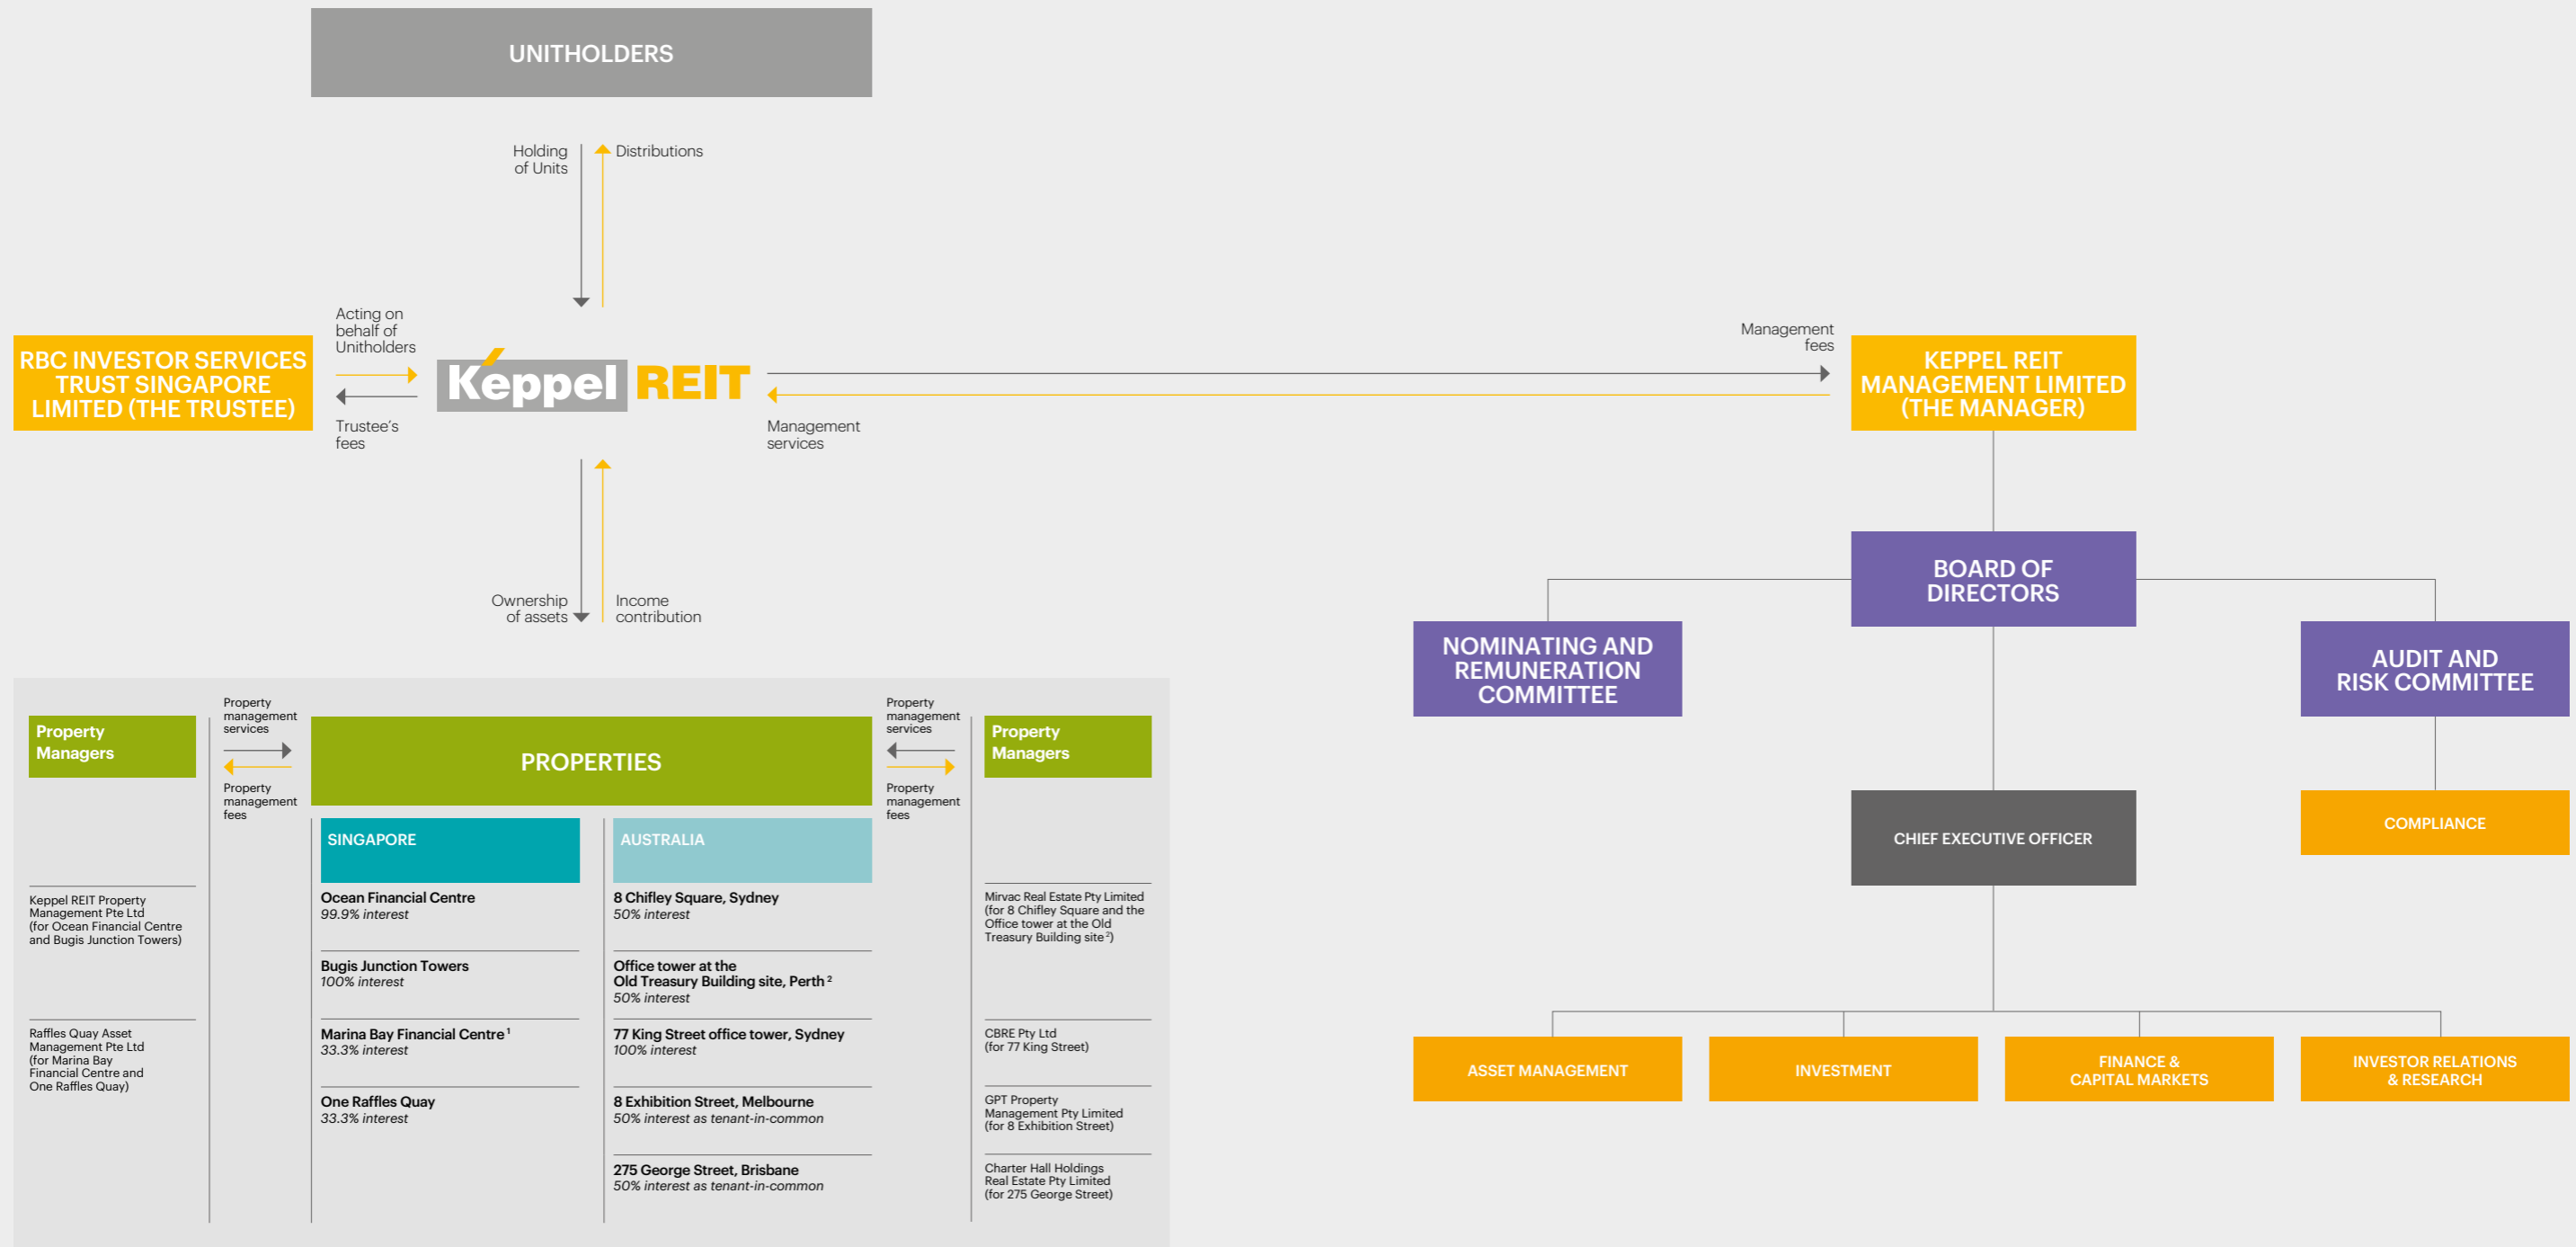 UNITHOLDERS
Holding
of Units
Distributions
RBC INVESTOR SERVICES
TRUST SINGAPORE
LIMITED (THE TRUSTEE)
Acting on
behalf of
Unitholders
Trustee's
fees
Keppel REIT
Management
fees
Management
services
KEPPEL REIT
MANAGEMENT LIMITED
(THE MANAGER)
Ownership
of assets
Income
contribution
BOARD OF
DIRECTORS
NOMINATING AND
REMUNERATION
COMMITTEE
AUDIT AND
RISK COMMITTEE
CHIEF EXECUTIVE OFFICER
COMPLIANCE
ASSET MANAGEMENT
INVESTMENT
FINANCE &
CAPITAL MARKETS
INVESTOR RELATIONS
& RESEARCH
Property
Managers
Property
management
services
Property
management
fees
Keppel REIT Property
Management Pte Ltd
(for Ocean Financial Centre
and Bugis Junction Towers)
Raffles Quay Asset
Management Pte Ltd
(for Marina Bay
Financial Centre and
One Raffles Quay)
PROPERTIES
SINGAPORE
Ocean Financial Centre
99.9% interest
Bugis Junction Towers
100% interest
Marina Bay Financial Centre ¹
33.3% interest
One Raffles Quay
33.3% interest
AUSTRALIA
8 Chifley Square, Sydney
50% interest
Office tower at the
Old Treasury Building site, Perth ²
50% interest
77 King Street office tower, Sydney
100% interest
8 Exhibition Street, Melbourne
50% interest as tenant-in-common
275 George Street, Brisbane
50% interest as tenant-in-common
Property
management
services
Property
management
fees
Property
Managers
Mirvac Real Estate Pty Limited
(for 8 Chifley Square and the
Office tower at the Old
Treasury Building site ²)
CBRE Pty Ltd
(for 77 King Street)
GPT Property
Management Pty Limited
(for 8 Exhibition Street)
Charter Hall Holdings
Real Estate Pty Limited
(for 275 George Street)